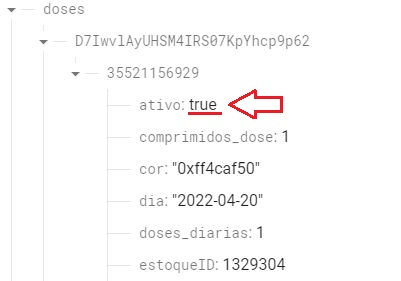 doses
D7IwvlAyUHSM4IRS07KpYhcp9p62
35521156929
ativo: true
comprimidos_dose: 1
cor: "0xff4caf50"
dia: "2022-04-20"
doses_diarias: 1
estoqueID: 1329304